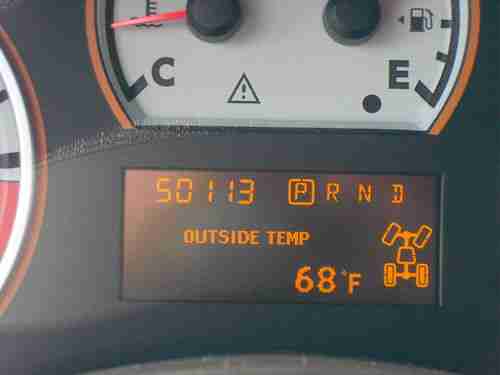 C E
50113 P R N D
OUTSIDE TEMP
68°F